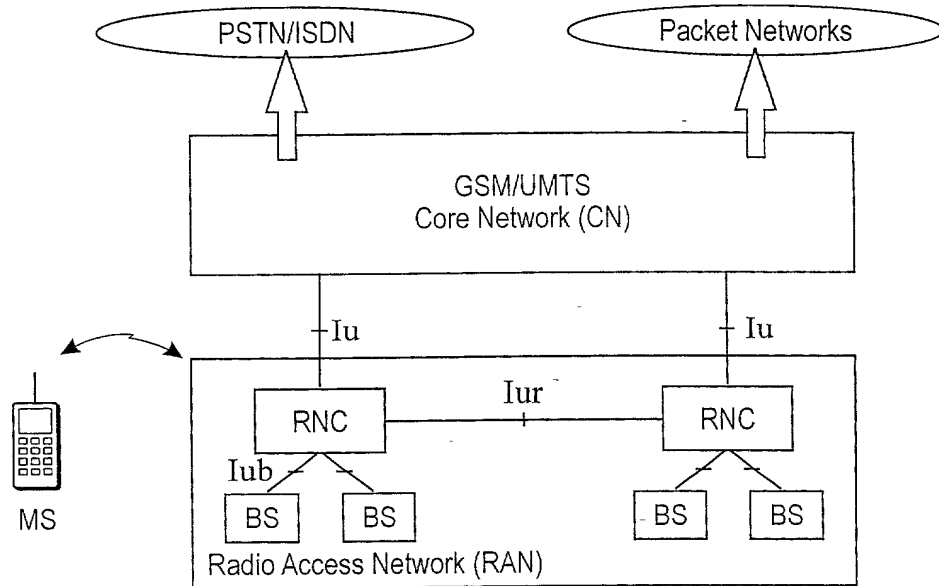 PSTN/ISDN
Packet Networks
GSM/UMTS
Core Network (CN)
Iu
Iu
RNC
Iur
RNC
Iub
BS
BS
BS
BS
MS
Radio Access Network (RAN)